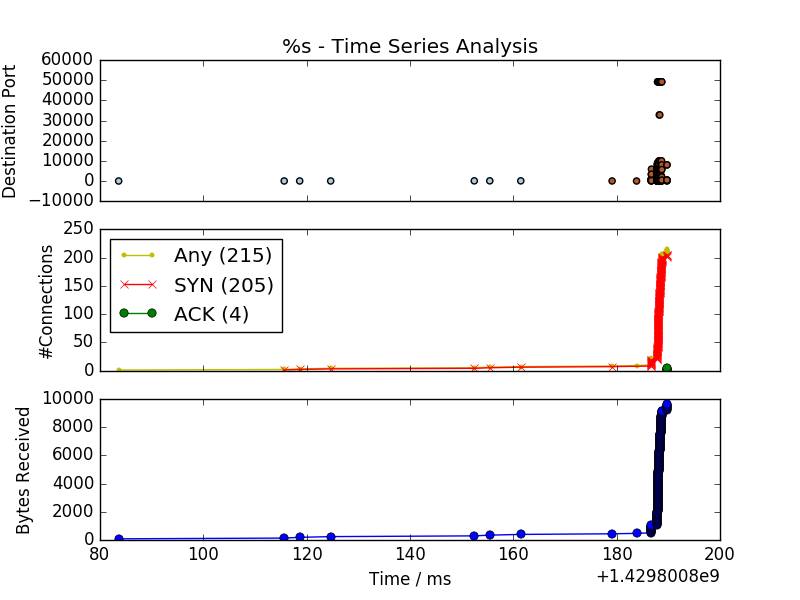 %s - Time Series Analysis
60000
50000
40000
30000
20000
10000
0
−10000
Destination Port
250
200
150
100
50
0
#Connections
Any (215)
SYN (205)
ACK (4)
10000
8000
6000
4000
2000
0
Bytes Received
80 100 120 140 160 180 200
Time / ms
+1.4298008e9